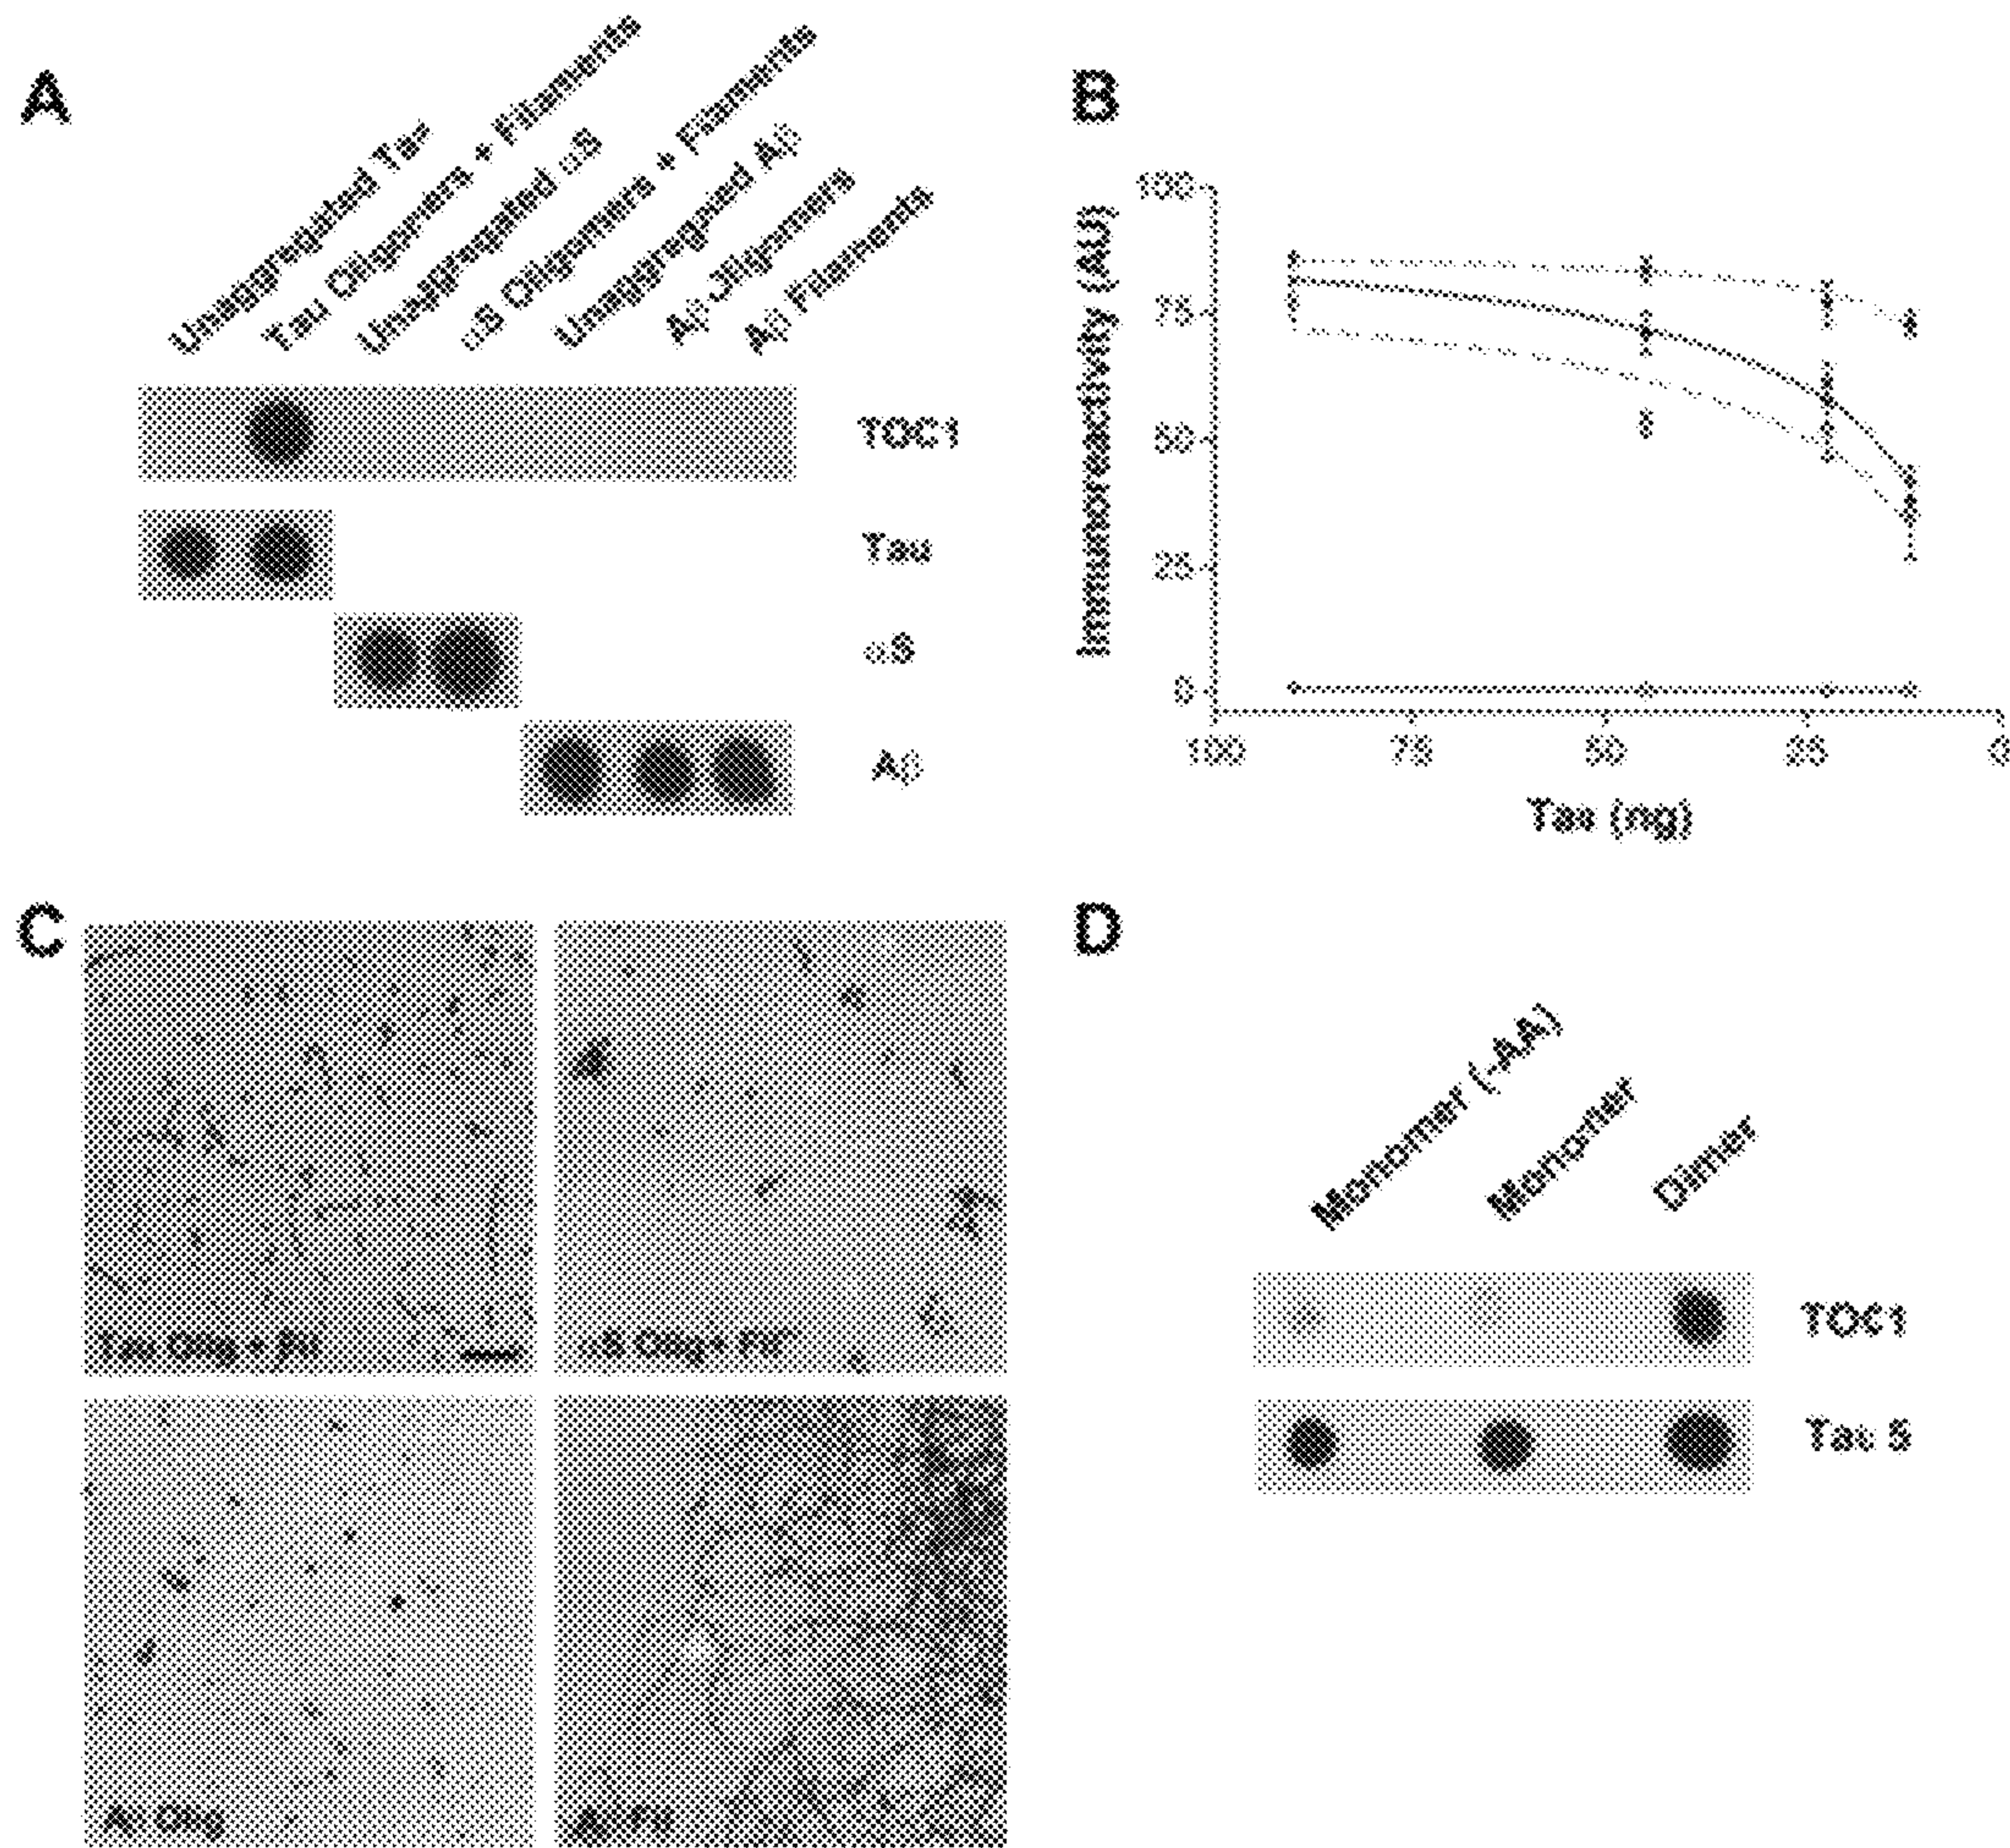 A
Unaggregated Tau
Tau Oligomers + Filaments
Unaggregated αS
αS Oligomers + Filaments
Unaggregated Aβ
Aβ Oligomers
Aβ Filaments
TOC1
Tau
αS
Aβ
B
Immunoreactivity (AU)
100
75
50
25
0
100
75
50
25
0
Tau (ng)
C
Tau Olig + Fil
αS Olig + Fil
Aβ Olig
Aβ Fil
D
Monomer (-AA)
Monomer
Dimer
TOC1
Tau 5